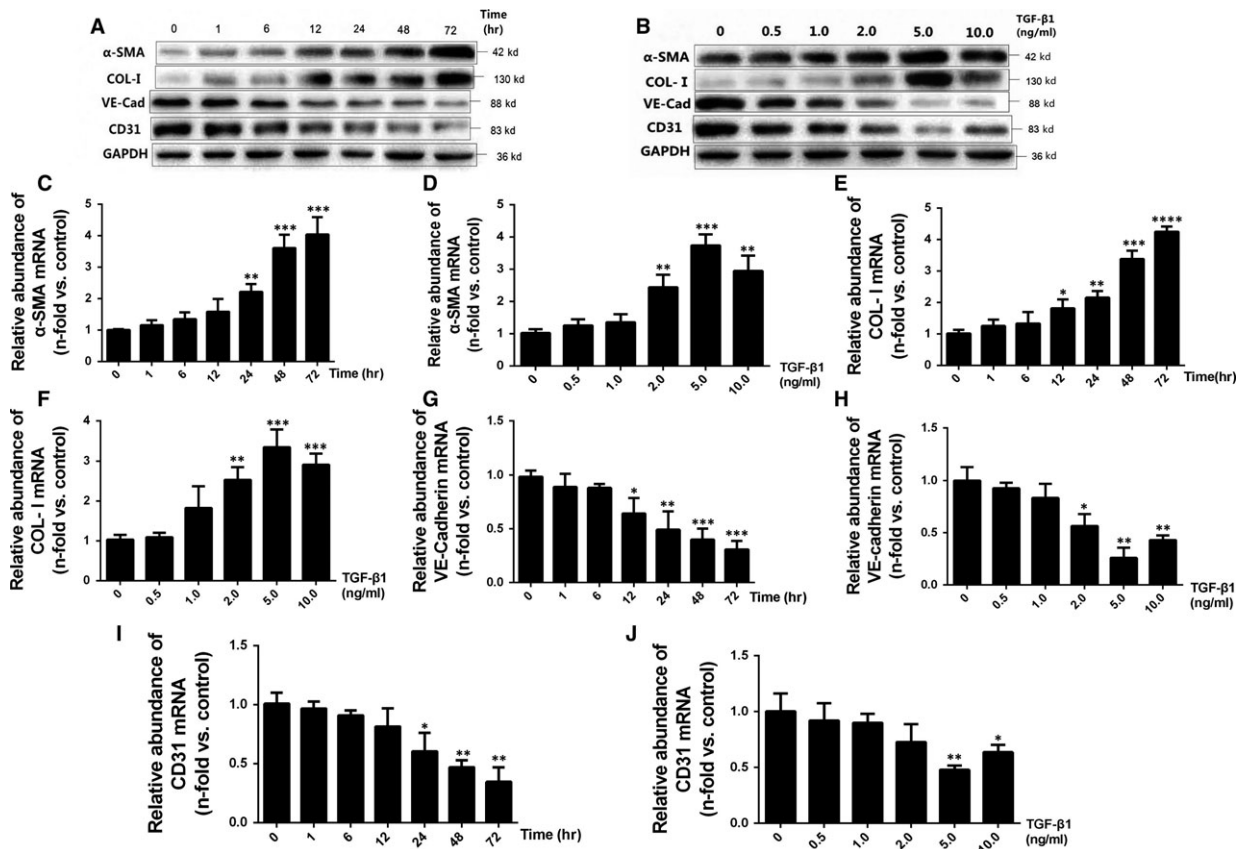 A
0 1 6 12 24 48 72 Time (hr)
α-SMA 42 kd
COL-I 130 kd
VE-Cad 88 kd
CD31 83 kd
GAPDH 36 kd
B
0 0.5 1.0 2.0 5.0 10.0 TGF-β1 (ng/ml)
α-SMA 42 kd
COL- I 130 kd
VE-Cad 88 kd
CD31 83 kd
GAPDH 36 kd
C
Relative abundance of
α-SMA mRNA
(n-fold vs. control)
5
4
3
2
1
0
** *** ***
0 1 6 12 24 48 72 Time (hr)
D
Relative abundance of
α-SMA mRNA
(n-fold vs. control)
5
4
3
2
1
0
** *** **
0 0.5 1.0 2.0 5.0 10.0
TGF-β1
(ng/ml)
E
Relative abundance of
COL- I mRNA
(n-fold vs. control)
5
4
3
2
1
0
* ** *** ****
0 1 6 12 24 48 72 Time(hr)
F
Relative abundance of
COL- I mRNA
(n-fold vs. control)
4
3
2
1
0
** *** ***
0 0.5 1.0 2.0 5.0 10.0
TGF-β1
(ng/ml)
G
Relative abundance of
VE-Cadherin mRNA
(n-fold vs. control)
1.5
1.0
0.5
0.0
* ** *** ***
0 1 6 12 24 48 72 Time (hr)
H
Relative abundance of
VE-cadherin mRNA
(n-fold vs. control)
1.5
1.0
0.5
0.0
* ** **
0 0.5 1.0 2.0 5.0 10.0
TGF-β1
(ng/ml)
I
Relative abundance of
CD31 mRNA
(n-fold vs. control)
1.5
1.0
0.5
0.0
* ** **
0 1 6 12 24 48 72 Time (hr)
J
Relative abundance of
CD31 mRNA
(n-fold vs. control)
1.5
1.0
0.5
0.0
** *
0 0.5 1.0 2.0 5.0 10.0
TGF-β1
(ng/ml)